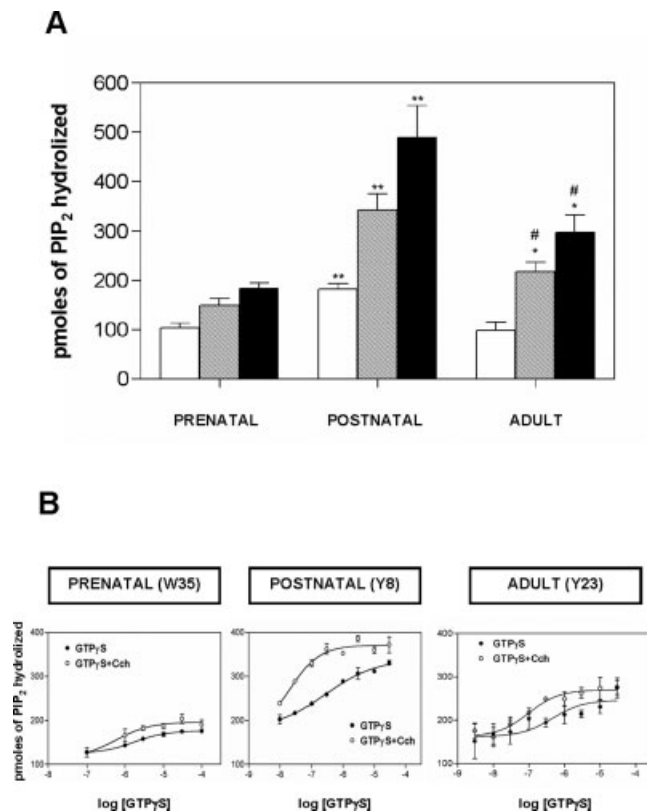 A
pmoles of PIP2 hydrolized
600
500
400
300
200
100
0
** ** **
# #
* *
PRENATAL POSTNATAL ADULT
B
PRENATAL (W35) POSTNATAL (Y8) ADULT (Y23)
pmoles of PIP2 hydrolized
400 400 400
300 300 300
200 200 200
100 100 100
GTPγS
GTPγS+Cch
GTPγS
GTPγS+Cch
GTPγS
GTPγS+Cch
-8 -7 -6 -5 -4 -9 -8 -7 -6 -5 -4 -9 -8 -7 -6 -5 -4
log [GTPγS] log [GTPγS] log [GTPγS]